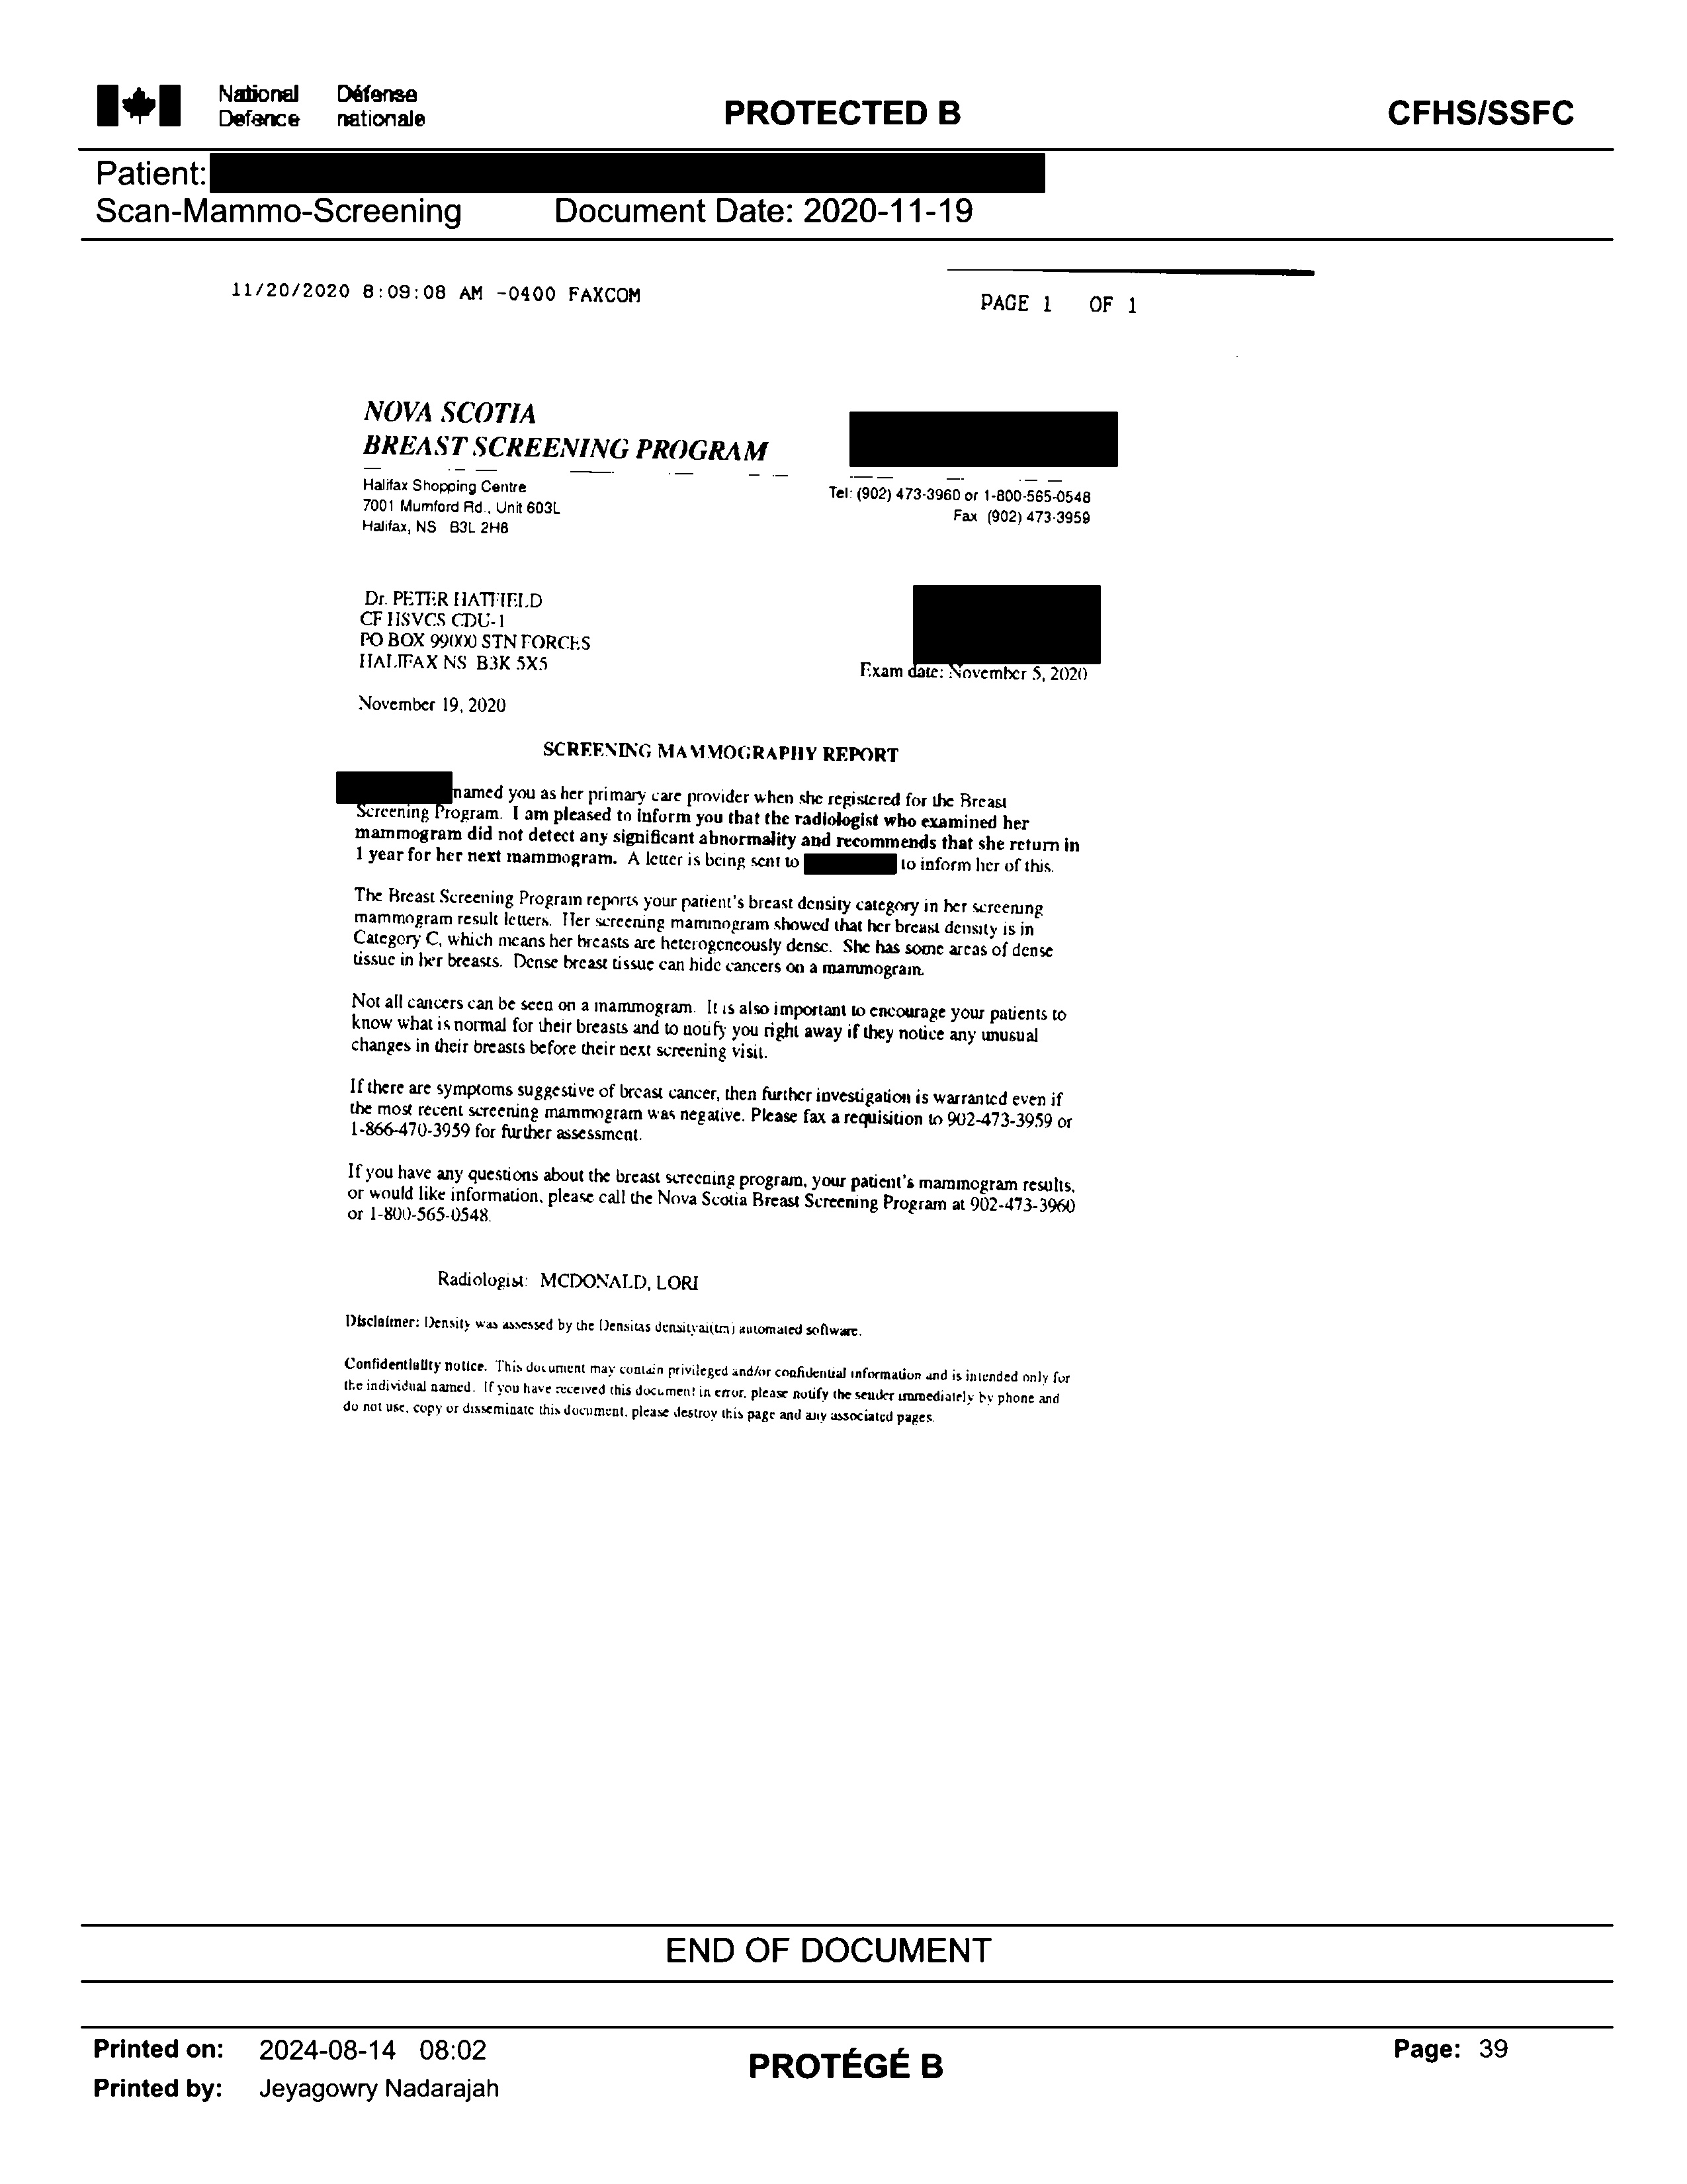 National Défense
Defence nationale
PROTECTED B
CFHS/SSFC
Patient:
Scan-Mammo-Screening Document Date: 2020-11-19
11/20/2020 8:09:08 AM -0400 FAXCOM
PAGE 1 OF 1
NOVA SCOTIA
BREAST SCREENING PROGRAM
Halifax Shopping Centre
7001 Mumford Rd., Unit 603L
Halifax, NS B3L 2H8
Tel: (902) 473-3960 or 1-800-565-0548
Fax (902) 473-3959
Dr. PETER HATFIELD
CF HSVCS CDU-1
PO BOX 99000 STN FORCES
HALIFAX NS B3K 5X5
Exam date: November 5, 2020
November 19, 2020
SCREENING MAMMOGRAPHY REPORT
named you as her primary care provider when she registered for the Breast
Screening Program. I am pleased to inform you that the radiologist who examined her
mammogram did not detect any significant abnormality and recommends that she return in
1 year for her next mammogram. A letter is being sent to to inform her of this.
The Breast Screening Program reports your patient's breast density category in her screening
mammogram result letters. Her screening mammogram showed that her breast density is in
Category C, which means her breasts are heterogeneously dense. She has some areas of dense
tissue in her breasts. Dense breast tissue can hide cancers on a mammogram.
Not all cancers can be seen on a mammogram. It is also important to encourage your patients to
know what is normal for their breasts and to notify you right away if they notice any unusual
changes in their breasts before their next screening visit.
If there are symptoms suggestive of breast cancer, then further investigation is warranted even if
the most recent screening mammogram was negative. Please fax a requisition to 902-473-3959 or
1-866-470-3959 for further assessment.
If you have any questions about the breast screening program, your patient's mammogram results,
or would like information, please call the Nova Scotia Breast Screening Program at 902-473-3960
or 1-800-565-0548.
Radiologist: MCDONALD, LORI
Disclaimer: Density was assessed by the Densitas densityai(tm) automated software.
Confidentiality notice. This document may contain privileged and/or confidential information and is intended only for
the individual named. If you have received this document in error, please notify the sender immediately by phone and
do not use, copy or disseminate this document, please destroy this page and any associated pages.
END OF DOCUMENT
Printed on: 2024-08-14 08:02
Printed by: Jeyagowry Nadarajah
PROTÉGÉ B
Page: 39